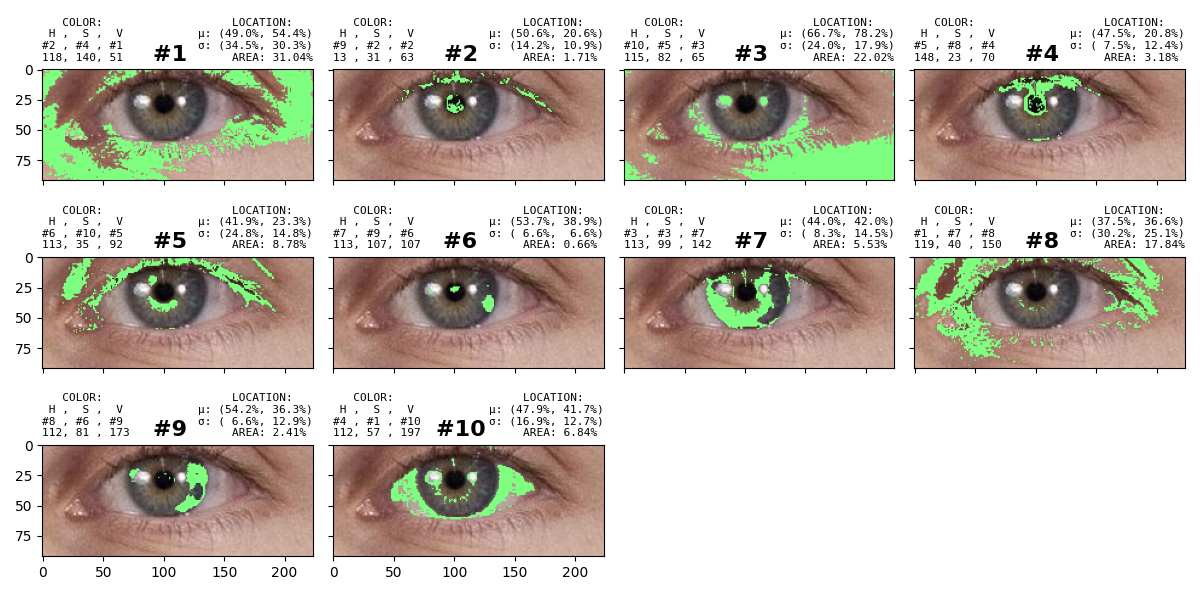 COLOR: LOCATION: COLOR: LOCATION: COLOR: LOCATION: COLOR: LOCATION:
H , S , V μ: (49.0%, 54.4%) H , S , V μ: (50.6%, 20.6%) H , S , V μ: (66.7%, 78.2%) H , S , V μ: (47.5%, 20.8%)
#2 , #4 , #1 #1 σ: (34.5%, 30.3%) #9 , #2 , #2 #2 σ: (14.2%, 10.9%) #10, #5 , #3 #3 σ: (24.0%, 17.9%) #5 , #8 , #4 #4 σ: ( 7.5%, 12.4%)
118, 140, 51 AREA: 31.04% 13 , 31 , 63 AREA: 1.71% 115, 82 , 65 AREA: 22.02% 148, 23 , 70 AREA: 3.18%
0
25
50
75
COLOR: LOCATION: COLOR: LOCATION: COLOR: LOCATION: COLOR: LOCATION:
H , S , V μ: (41.9%, 23.3%) H , S , V μ: (53.7%, 38.9%) H , S , V μ: (44.0%, 42.0%) H , S , V μ: (37.5%, 36.6%)
#6 , #10, #5 #5 σ: (24.8%, 14.8%) #7 , #9 , #6 #6 σ: ( 6.6%, 6.6%) #3 , #3 , #7 #7 σ: ( 8.3%, 14.5%) #1 , #7 , #8 #8 σ: (30.2%, 25.1%)
113, 35 , 92 AREA: 8.78% 113, 107, 107 AREA: 0.66% 113, 99 , 142 AREA: 5.53% 119, 40 , 150 AREA: 17.84%
0
25
50
75
COLOR: LOCATION: COLOR: LOCATION:
H , S , V μ: (54.2%, 36.3%) H , S , V μ: (47.9%, 41.7%)
#8 , #6 , #9 #9 σ: ( 6.6%, 12.9%) #4 , #1 , #10 #10 σ: (16.9%, 12.7%)
112, 81 , 173 AREA: 2.41% 112, 57 , 197 AREA: 6.84%
0
25
50
75
0 50 100 150 200 0 50 100 150 200